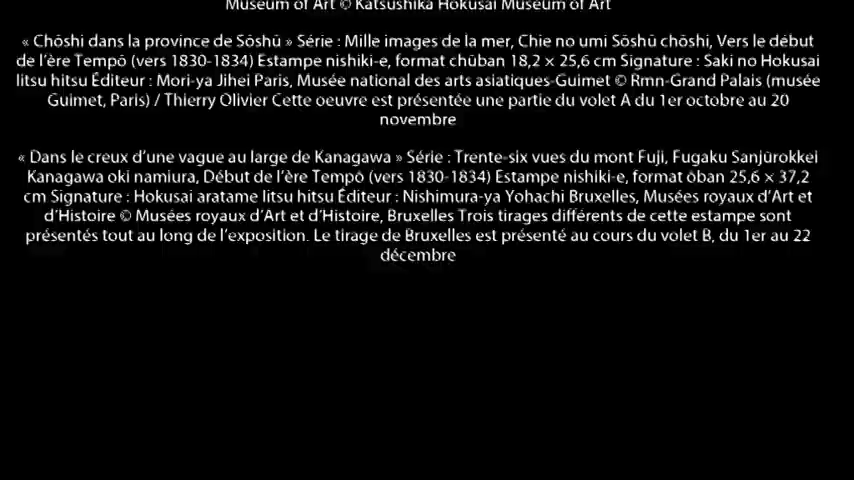 Museum of Art © Katsushika Hokusai Museum of Art
« Chōshi dans la province de Sōshū » Série : Mille images de la mer, Chie no umi Sōshū chōshi, Vers le début
de l’ère Tempō (vers 1830-1834) Estampe nishiki-e, format chūban 18,2 × 25,6 cm Signature : Saki no Hokusai
Iitsu hitsu Éditeur : Mori-ya Jihei Paris, Musée national des arts asiatiques-Guimet © Rmn-Grand Palais (musée
Guimet, Paris) / Thierry Olivier Cette oeuvre est présentée une partie du volet A du 1er octobre au 20
novembre
« Dans le creux d’une vague au large de Kanagawa » Série : Trente-six vues du mont Fuji, Fugaku Sanjūrokkei
Kanagawa oki namiura, Début de l’ère Tempō (vers 1830-1834) Estampe nishiki-e, format ōban 25,6 × 37,2
cm Signature : Hokusai aratame Iitsu hitsu Éditeur : Nishimura-ya Yohachi Bruxelles, Musées royaux d’Art et
d’Histoire © Musées royaux d’Art et d’Histoire, Bruxelles Trois tirages différents de cette estampe sont
présentés tout au long de l’exposition. Le tirage de Bruxelles est présenté au cours du volet B, du 1er au 22
décembre